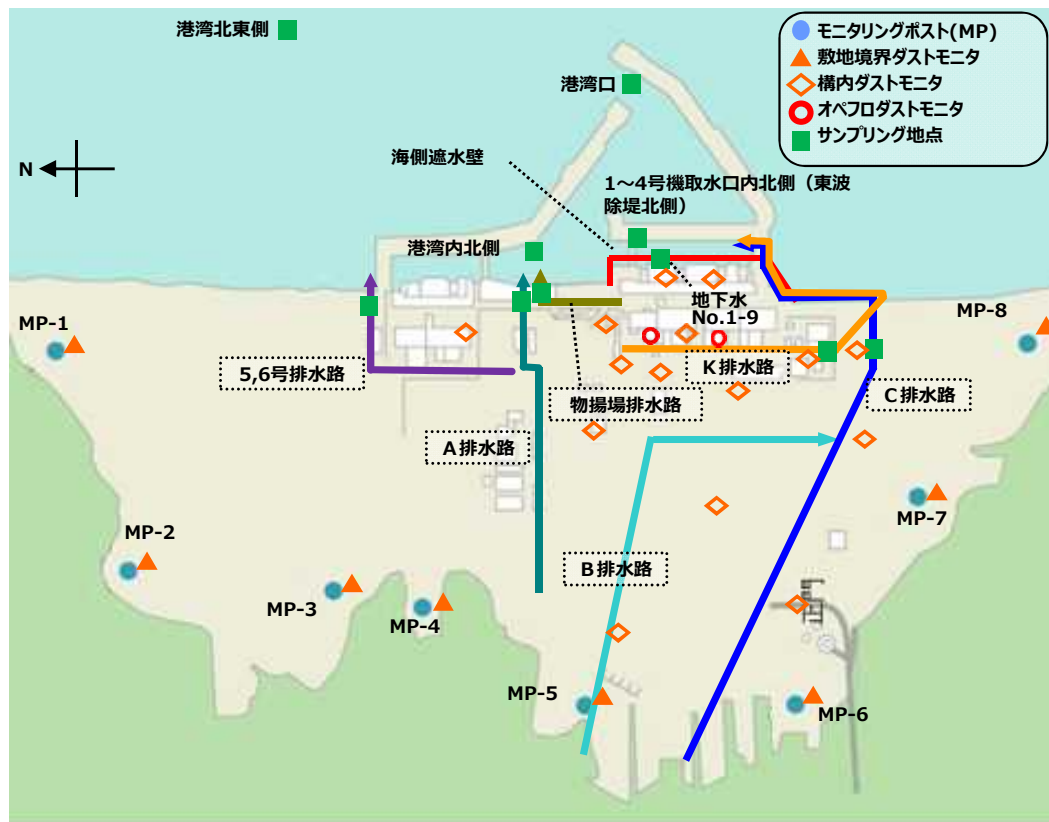 港湾北東側
モニタリングポスト(MP)
敷地境界ダストモニタ
構内ダストモニタ
オペフロダストモニタ
サンプリング地点
港湾口
N
海側遮水壁
1～4号機取水口内北側（東波
除堤北側）
港湾内北側
地下水
No.1-9
MP-1
MP-8
5,6号排水路
K排水路
C排水路
物揚場排水路
A排水路
MP-7
MP-2
B排水路
MP-3
MP-4
正門
MP-5
MP-6